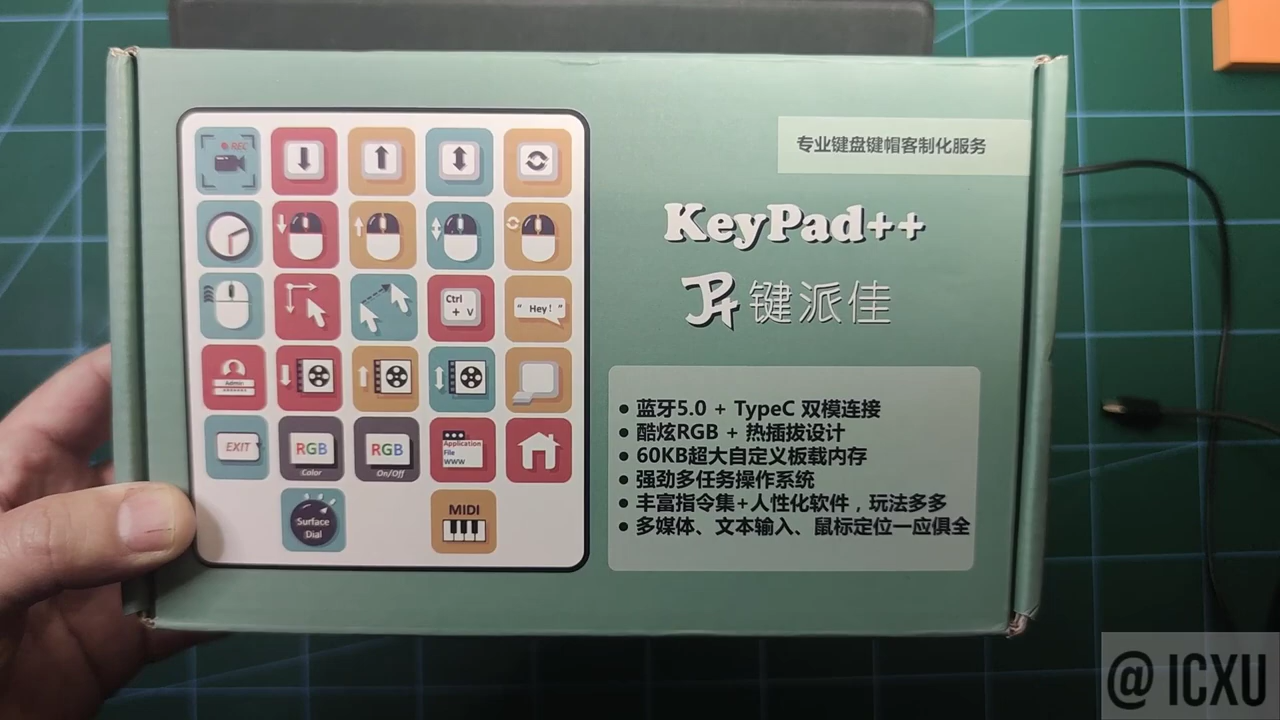 REC
Ctrl
+ V
“ Hey! ”
Admin
EXIT
RGB
Color
RGB
On/Off
Application
File
WWW
Surface
Dial
MIDI
专业键盘键帽客制化服务
KeyPad++
键派佳
● 蓝牙5.0 + TypeC 双模连接
● 酷炫RGB + 热插拔设计
● 60KB超大自定义板载内存
● 强劲多任务操作系统
● 丰富指令集+人性化软件，玩法多多
● 多媒体、文本输入、鼠标定位一应俱全
@ ICXU